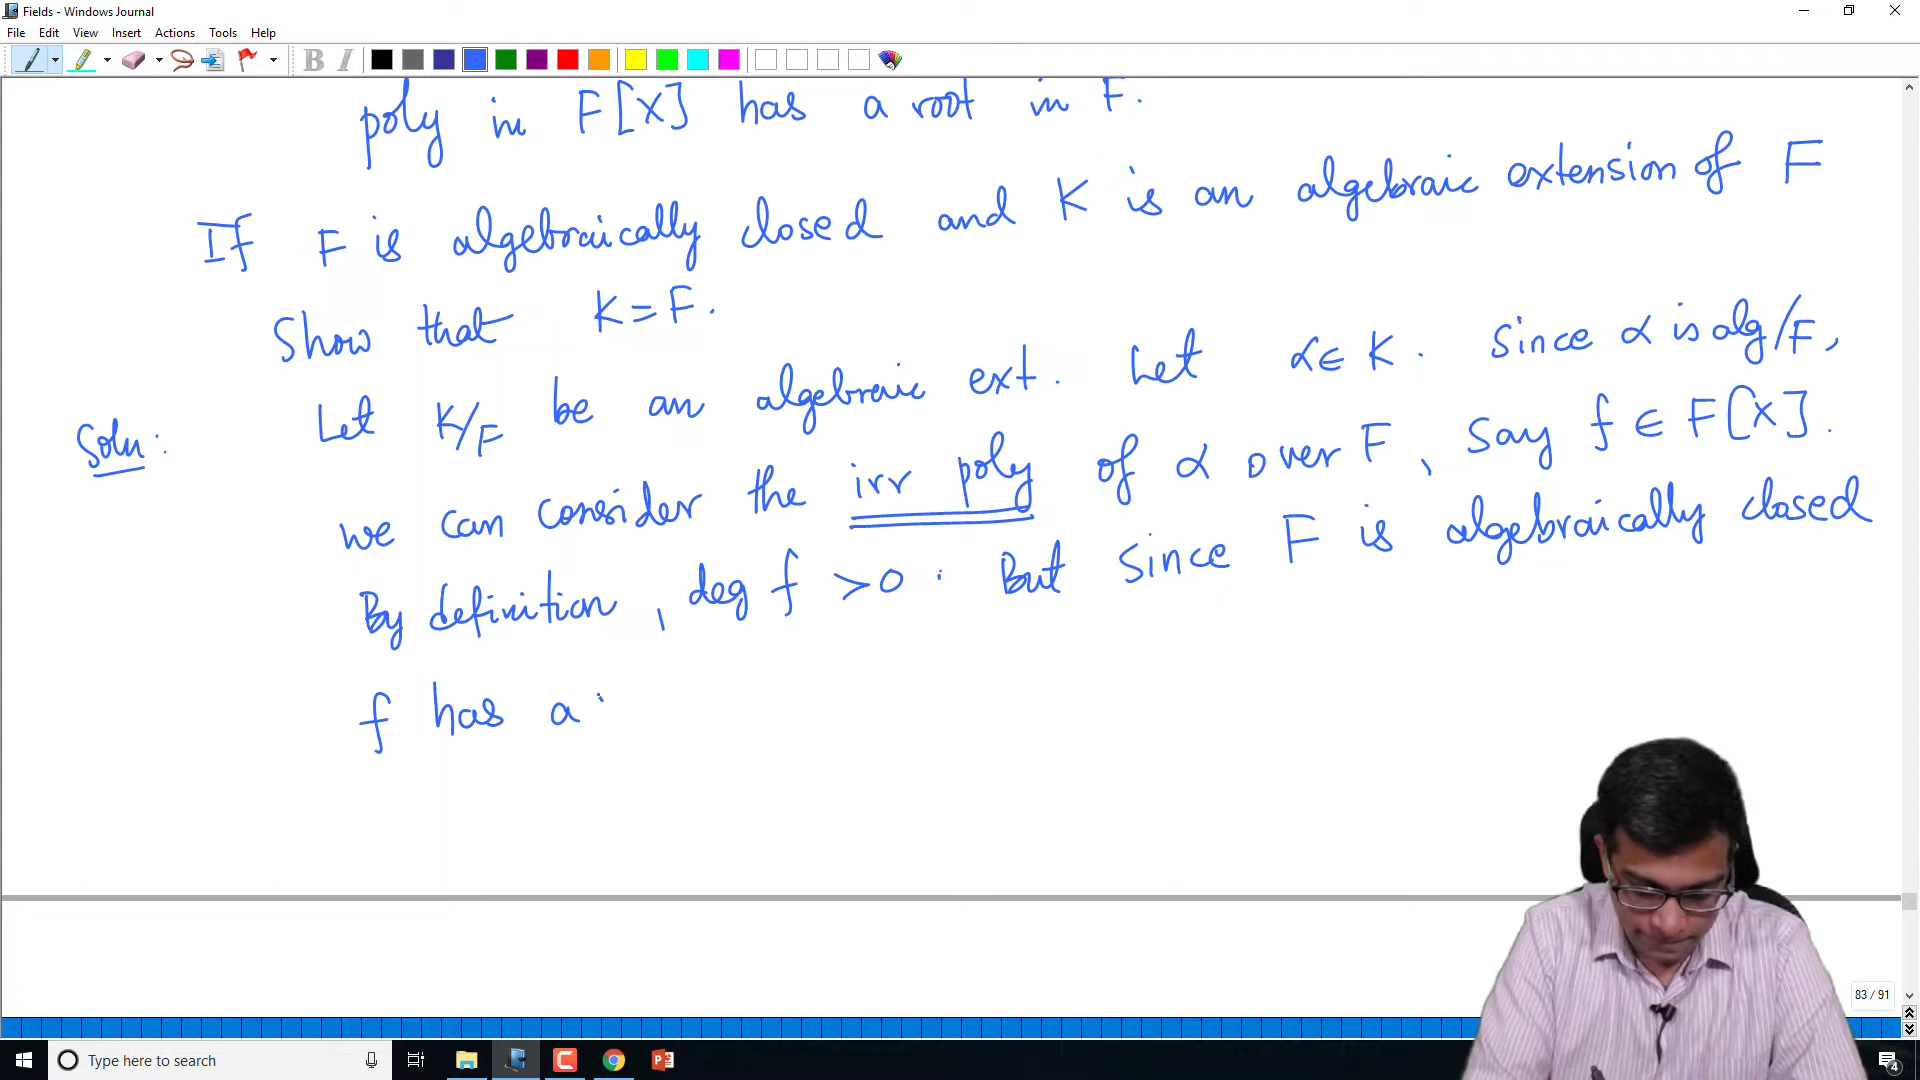 Fields - Windows Journal
File Edit View Insert Actions Tools Help
B I
poly in F[X] has a root in F.
If F is algebraically closed and K is an algebraic extension of F
Show that K=F.
Soln: Let K/F be an algebraic ext. Let α∈K. Since α is alg/F,
we can consider the irr poly of α over F, say f∈F[X].
By definition, deg f >0. But since F is algebraically closed
f has a
83 / 91
Type here to search
4